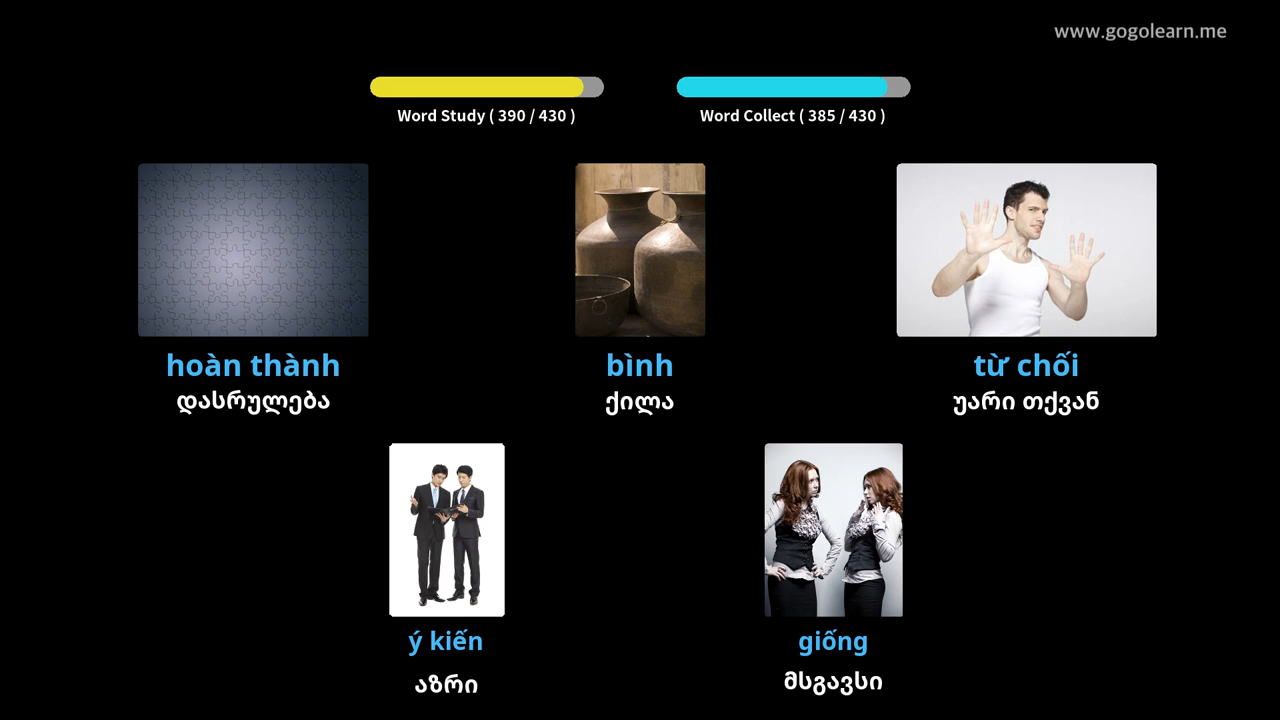 www.gogolearn.me
Word Study ( 390 / 430 )
Word Collect ( 385 / 430 )
hoàn thành
დასრულება
bình
ქილა
từ chối
უარი თქვან
ý kiến
აზრი
giống
მსგავსი